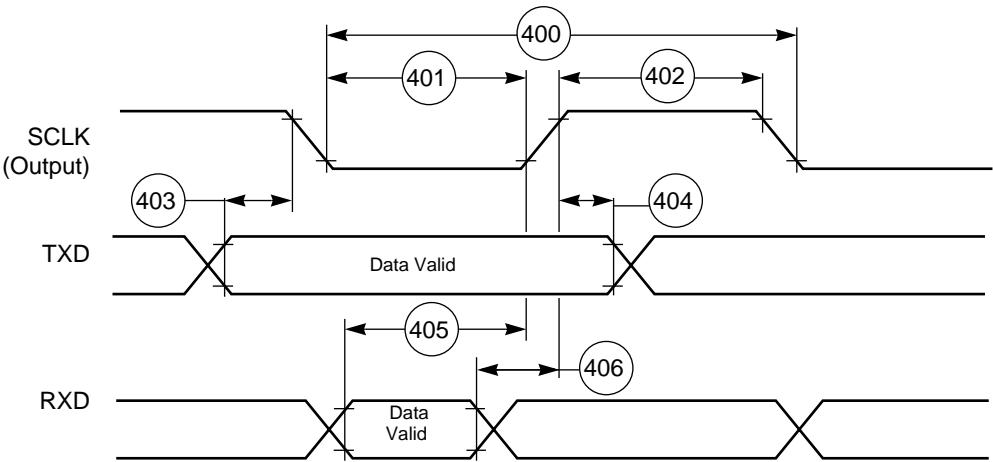 400
401
402
SCLK
(Output)
403
404
TXD
Data Valid
405
406
RXD
Data
Valid